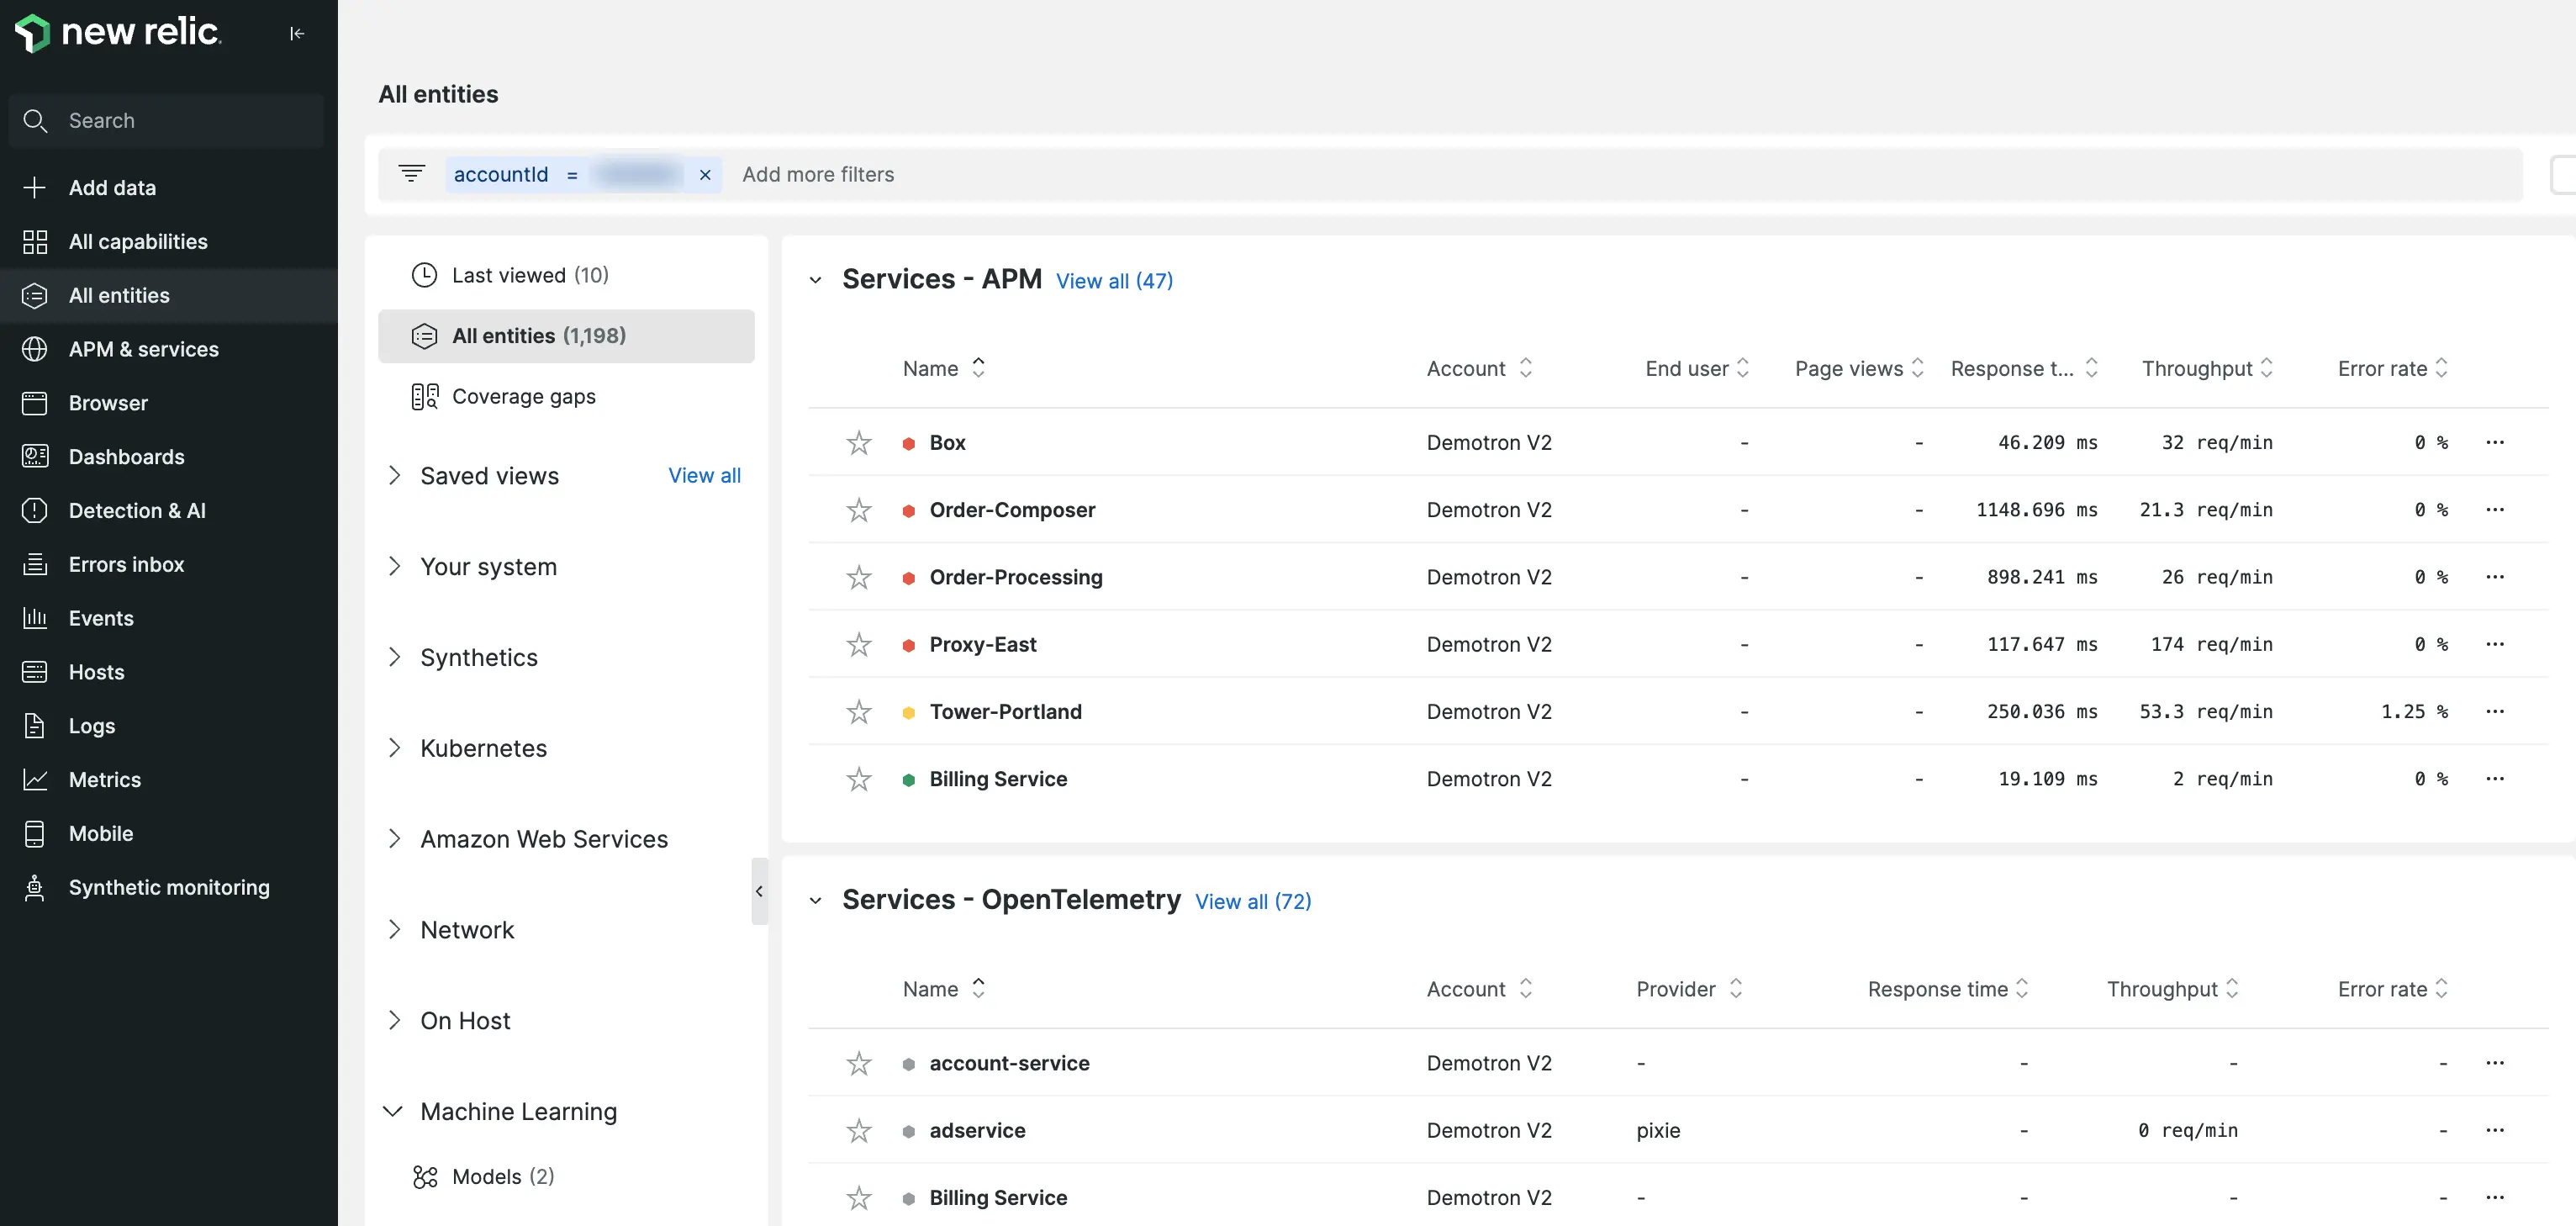 new relic.
Search
Add data
All capabilities
All entities
APM & services
Browser
Dashboards
Detection & AI
Errors inbox
Events
Hosts
Logs
Metrics
Mobile
Synthetic monitoring
All entities
accountId = × Add more filters
Last viewed (10)
All entities (1,198)
Coverage gaps
Saved views View all
Your system
Synthetics
Kubernetes
Amazon Web Services
Network
On Host
Machine Learning
Models (2)
Services - APM View all (47)
Name Account End user Page views Response t... Throughput Error rate
Box Demotron V2 - - 46.209 ms 32 req/min 0 % ...
Order-Composer Demotron V2 - - 1148.696 ms 21.3 req/min 0 % ...
Order-Processing Demotron V2 - - 898.241 ms 26 req/min 0 % ...
Proxy-East Demotron V2 - - 117.647 ms 174 req/min 0 % ...
Tower-Portland Demotron V2 - - 250.036 ms 53.3 req/min 1.25 % ...
Billing Service Demotron V2 - - 19.109 ms 2 req/min 0 % ...
Services - OpenTelemetry View all (72)
Name Account Provider Response time Throughput Error rate
account-service Demotron V2 - - - - ...
adservice Demotron V2 pixie - 0 req/min - ...
Billing Service Demotron V2 - - - - ...